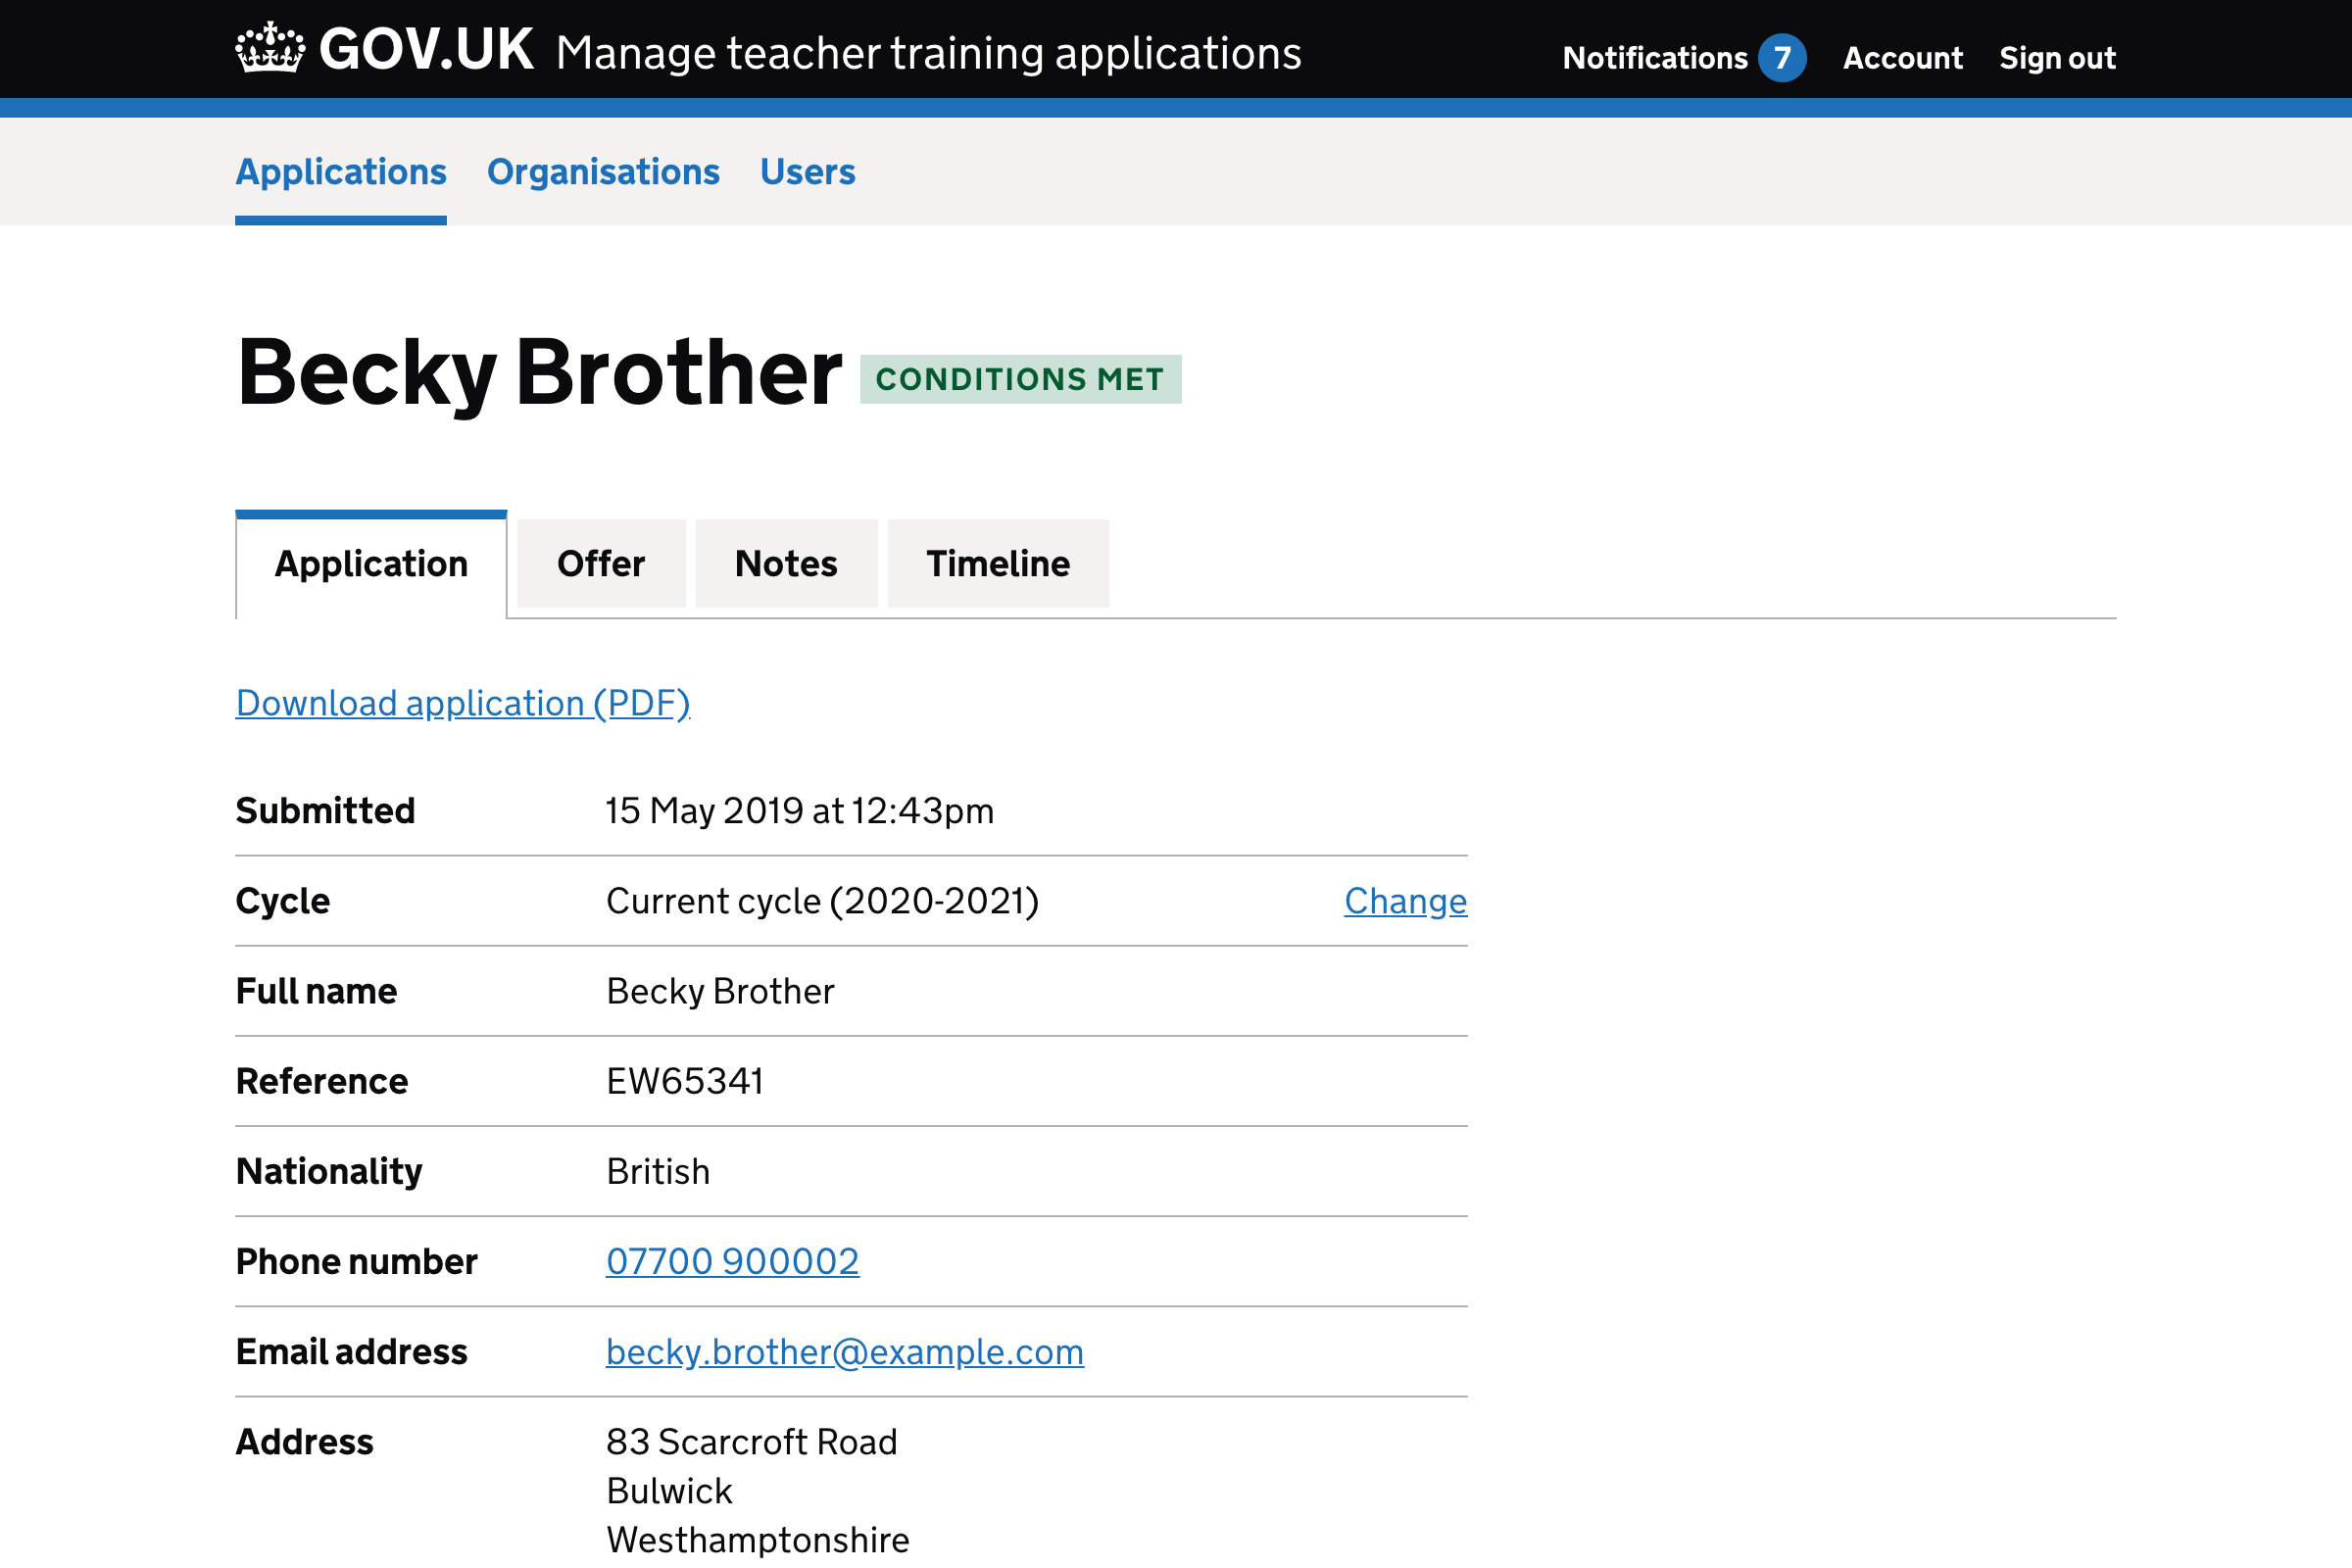 GOV.UK Manage teacher training applications Notifications 7 Account Sign out
Applications Organisations Users
Becky Brother CONDITIONS MET
Application Offer Notes Timeline
Download application (PDF)
Submitted 15 May 2019 at 12:43pm
Cycle Current cycle (2020-2021) Change
Full name Becky Brother
Reference EW65341
Nationality British
Phone number 07700 900002
Email address becky.brother@example.com
Address 83 Scarcroft Road
Bulwick
Westhamptonshire